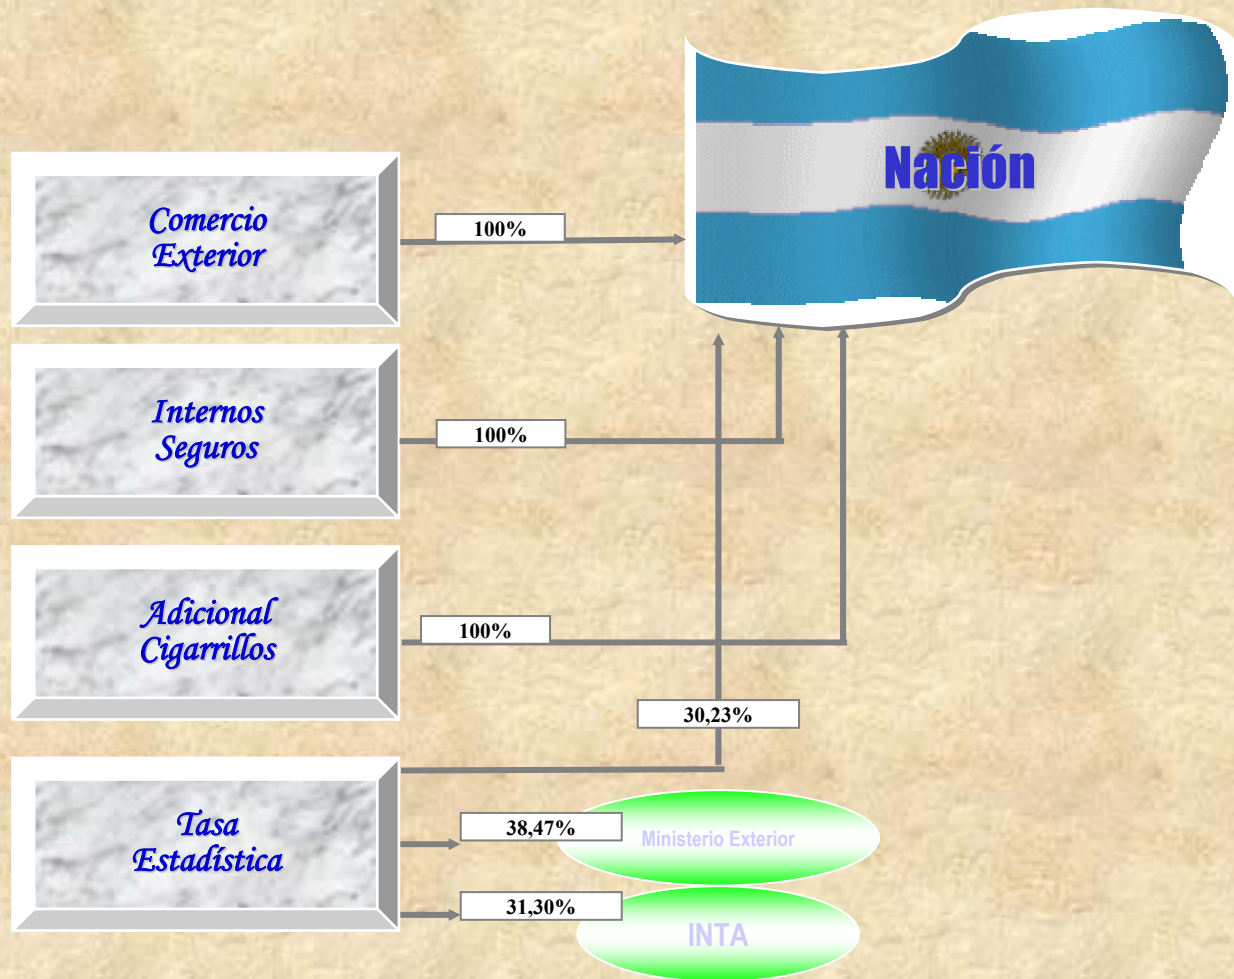 Nación
Comercio
Exterior
100%
Internos
Seguros
100%
Adicional
Cigarrillos
100%
30,23%
Tasa
Estadística
38,47%
Ministerio Exterior
31,30%
INTA